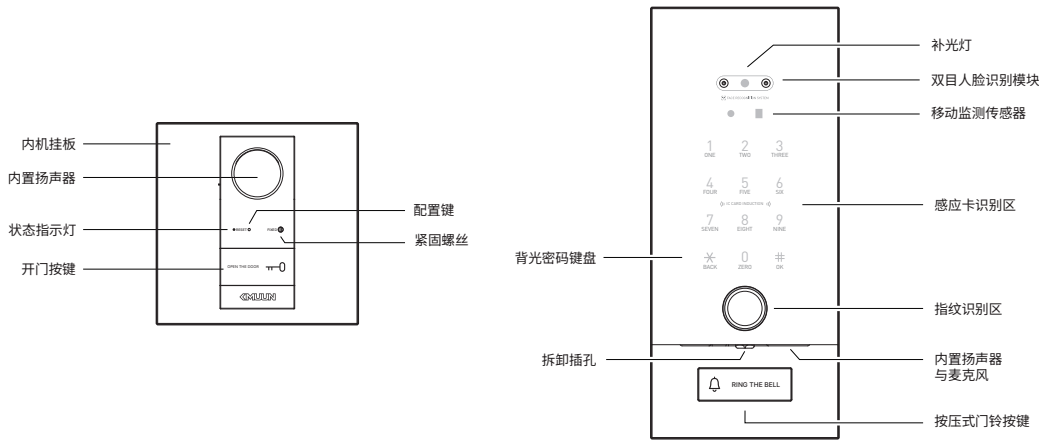 内机挂板
内置扬声器
状态指示灯
开门按键
配置键
紧固螺丝
RESET
OPEN THE DOOR
MUUN
补光灯
双目人脸识别模块
移动监测传感器
感应卡识别区
背光密码键盘
指纹识别区
拆卸插孔
内置扬声器
与麦克风
按压式门铃按键
1 2 3
ONE TWO THREE
4 5 6
FOUR FIVE SIX
IC CARD INDUCTION
7 8 9
SEVEN EIGHT NINE
0 #
BACK ZERO OK
RING THE BELL